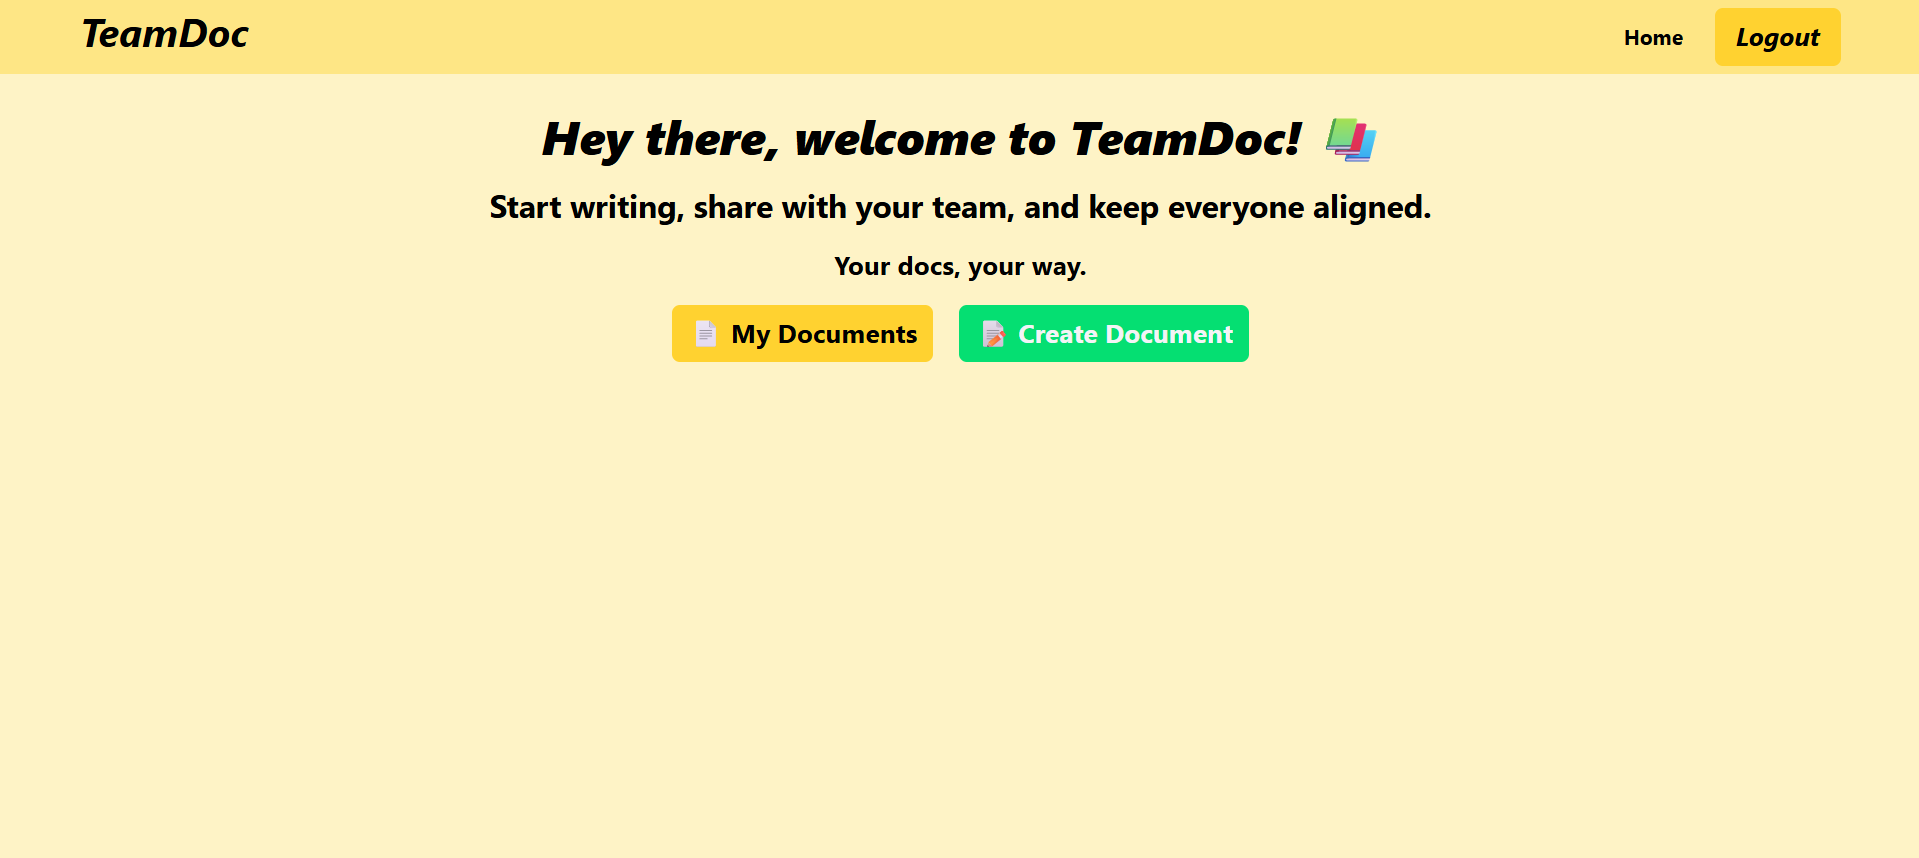 TeamDoc
Home
Logout
Hey there, welcome to TeamDoc! 📚
Start writing, share with your team, and keep everyone aligned.
Your docs, your way.
📄 My Documents
📝 Create Document